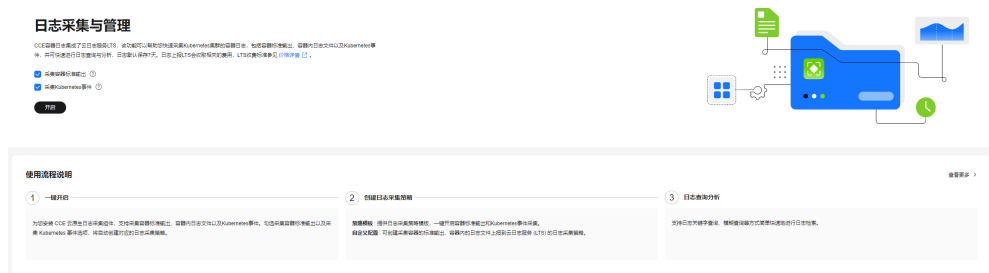 日志采集与管理
CCE容器日志集成了云日志服务LTS，该功能可以帮助您快速采集Kubernetes集群的容器日志，包括容器标准输出、容器内日志文件以及Kubernetes事
件，并可快速进行日志查询与分析，日志默认保存7天。日志上报LTS会收取相关的费用，LTS收费标准参见 价格详情 。
采集容器标准输出
采集Kubernetes事件
开启
使用流程说明
查看更多
1 一键开启
为您安装 CCE 云原生日志采集组件，支持采集容器标准输出、容器内日志文件以及Kubernetes事件。勾选采集容器标准输出以及采
集 Kubernetes 事件选项，将自动创建对应的日志采集策略。
2 创建日志采集策略
策略模板：提供日志采集策略模板，一键开启容器标准输出和Kubernetes事件采集。
自定义配置：可创建采集容器的标准输出、容器内的日志文件上报到云日志服务 (LTS) 的日志采集策略。
3 日志查询分析
支持日志关键字查询、模糊查询等方式简单快速地进行日志检索。